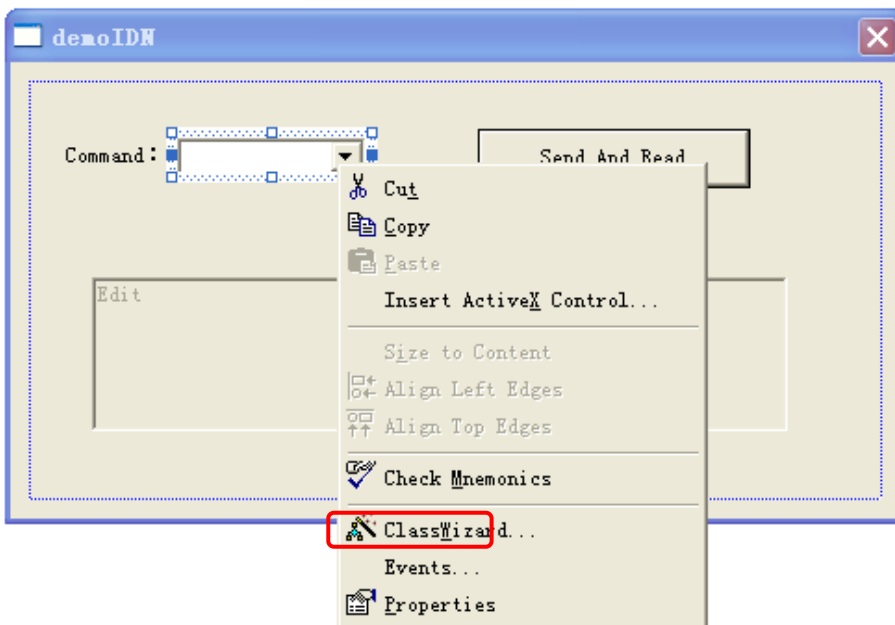 demoIDN
Command:
Send And Read
Cut
Copy
Paste
Edit
Insert ActiveX Control...
Size to Content
Align Left Edges
Align Top Edges
Check Mnemonics
ClassWizard...
Events...
Properties